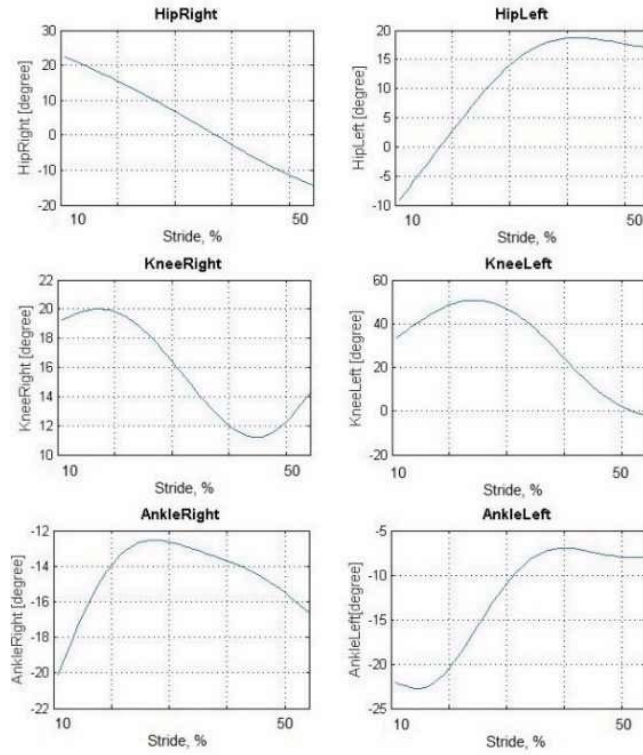 HipRight
HipRight [degree]
30
20
10
0
-10
-20
10
50
Stride, %
HipLeft
HipLeft [degree]
20
15
10
5
0
-5
-10
10
50
Stride, %
KneeRight
KneeRight [degree]
22
20
18
16
14
12
10
10
50
Stride, %
KneeLeft
KneeLeft [degree]
60
40
20
0
-20
10
50
Stride, %
AnkleRight
AnkleRight [degree]
-12
-14
-16
-18
-20
-22
10
50
Stride, %
AnkleLeft
AnkleLeft[degree]
-5
-10
-15
-20
-25
10
50
Stride, %